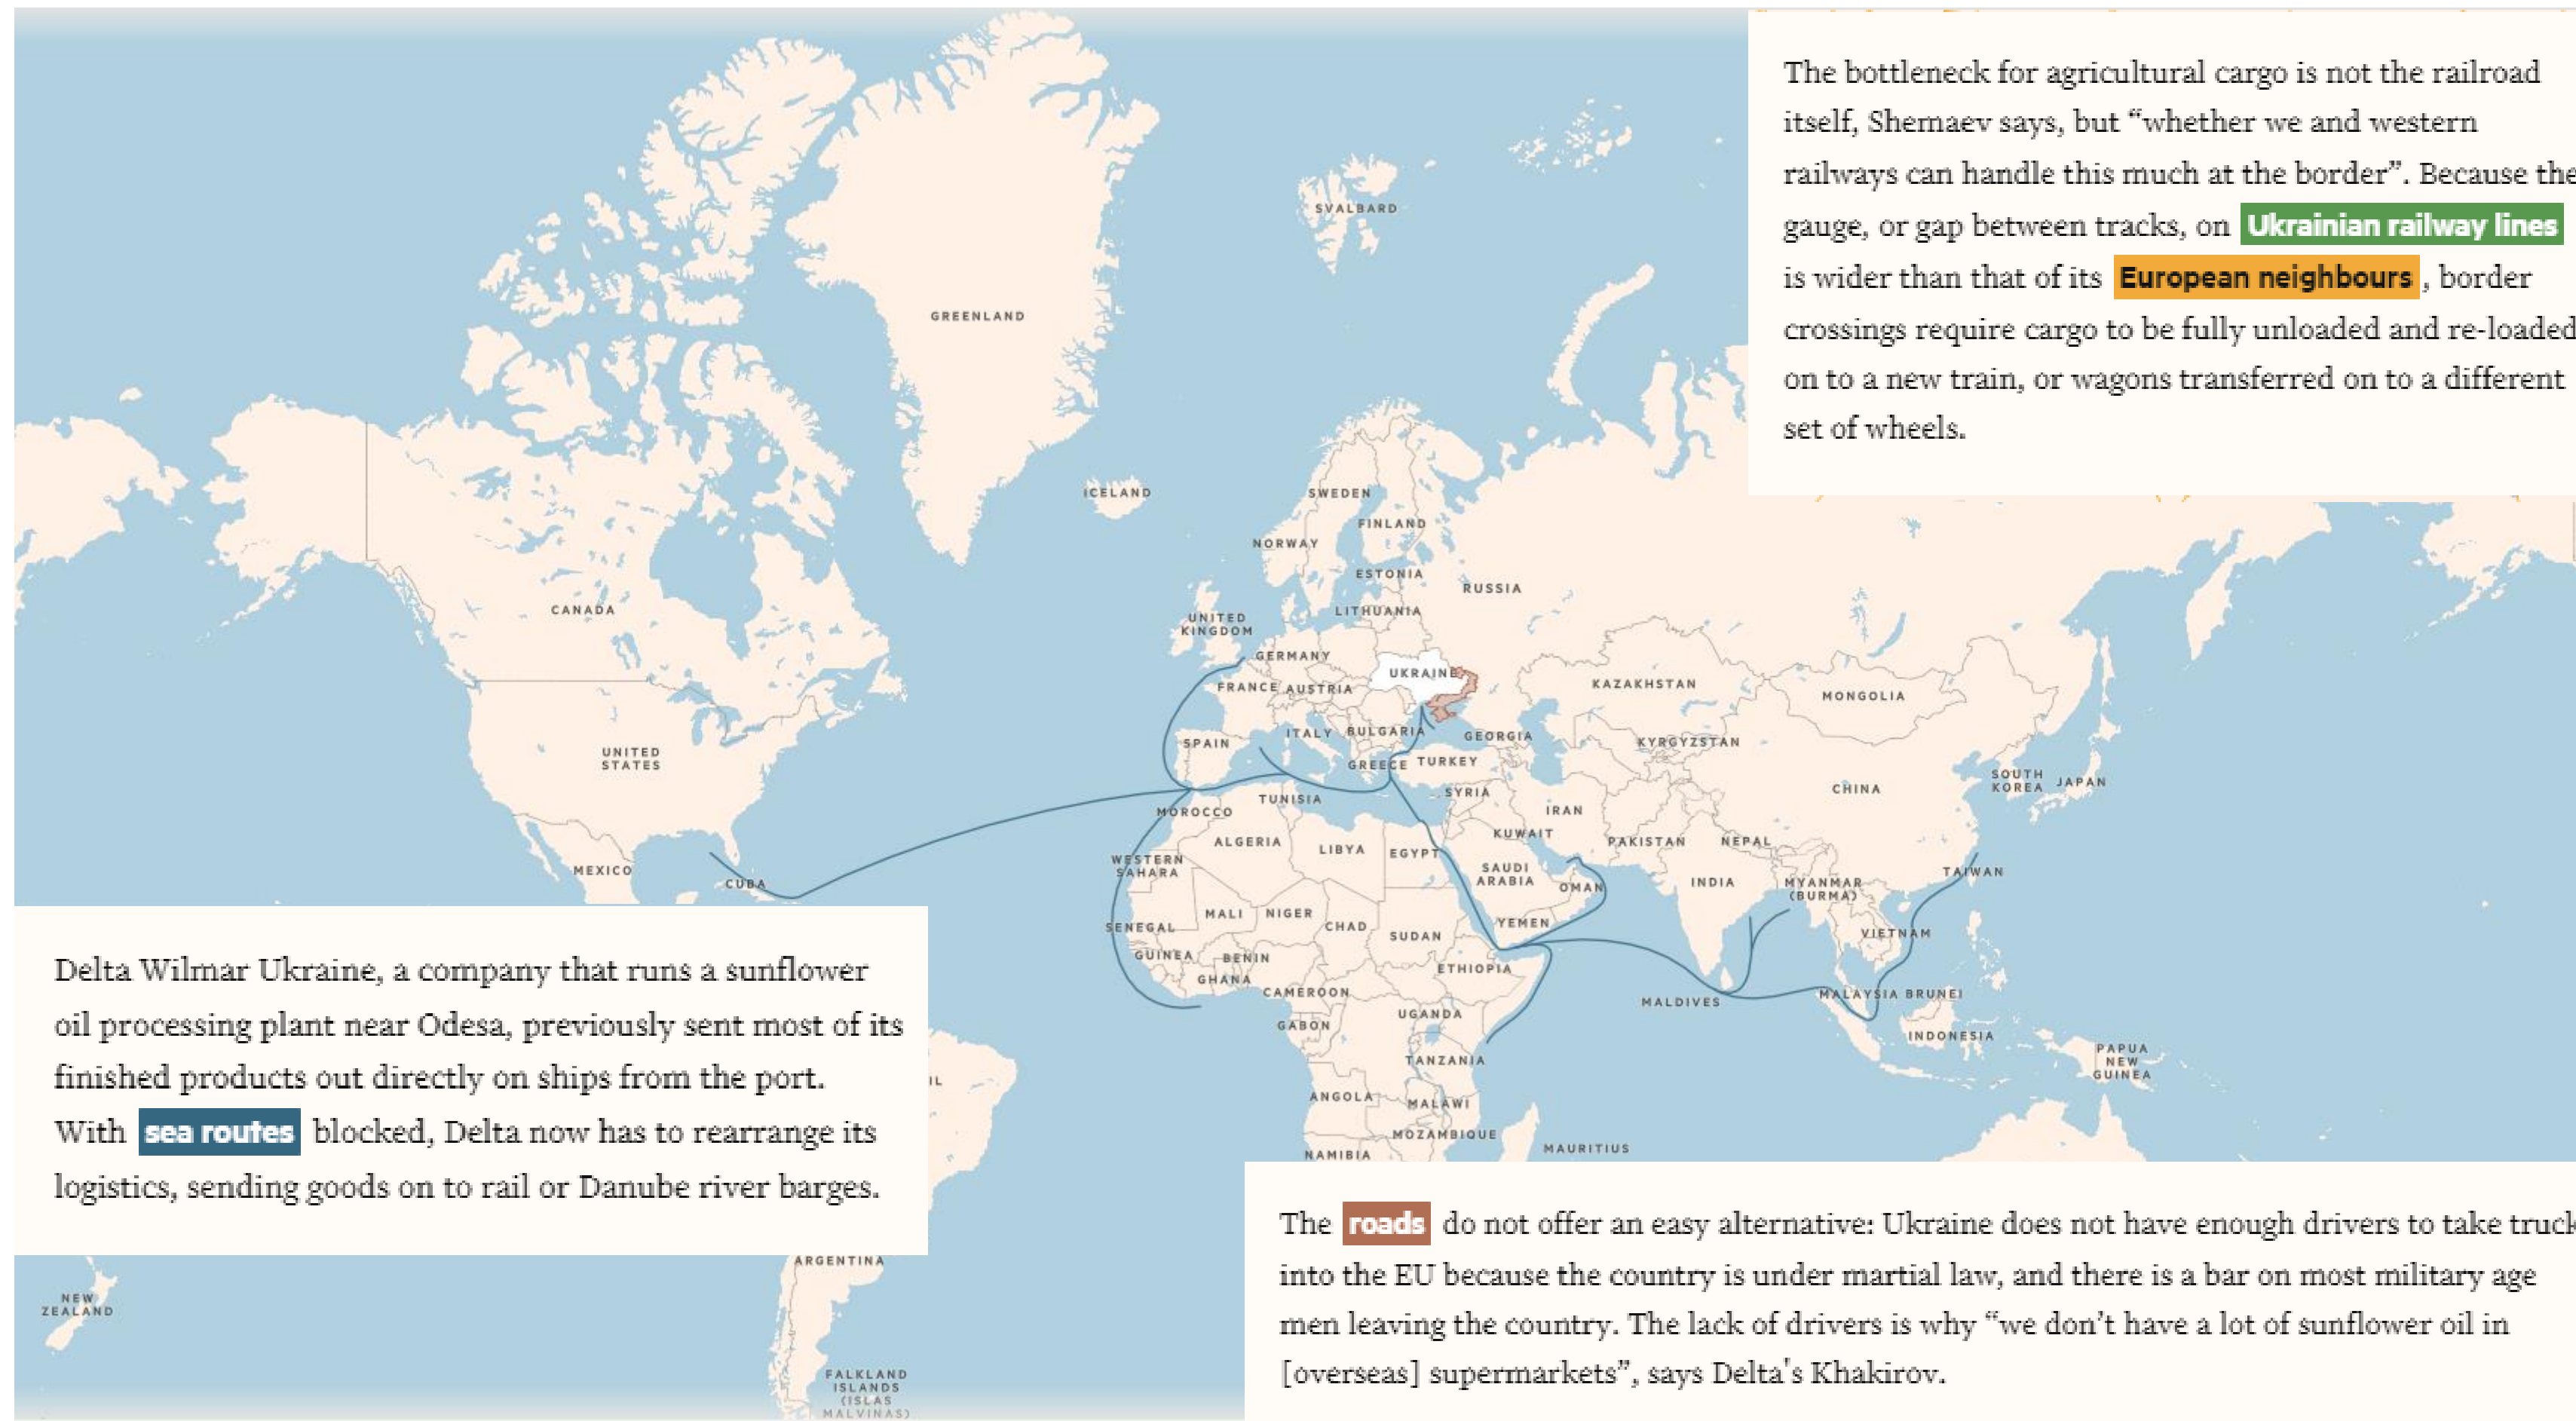 The bottleneck for agricultural cargo is not the railroad
itself, Shemaev says, but “whether we and western
railways can handle this much at the border”. Because the
gauge, or gap between tracks, on Ukrainian railway lines
is wider than that of its European neighbours, border
crossings require cargo to be fully unloaded and re-loaded
on to a new train, or wagons transferred on to a different
set of wheels.
SVALBARD
GREENLAND
ICELAND
SWEDEN
FINLAND
NORWAY
ESTONIA
RUSSIA
LITHUANIA
CANADA
UNITED
KINGDOM
GERMANY
UKRAINE
FRANCE
AUSTRIA
KAZAKHSTAN
MONGOLIA
ITALY
BULGARIA
GEORGIA
SPAIN
KYRGYZSTAN
UNITED
STATES
GREECE
TURKEY
SOUTH
KOREA
JAPAN
CHINA
SYRIA
TUNISIA
MOROCCO
IRAN
KUWAIT
ALGERIA
LIBYA
EGYPT
PAKISTAN
NEPAL
WESTERN
SAHARA
SAUDI
ARABIA
OMAN
INDIA
MYANMAR
(BURMA)
TAIWAN
MEXICO
CUBA
MALI
NIGER
CHAD
SUDAN
YEMEN
SENEGAL
VIETNAM
GUINEA
BENIN
GHANA
ETHIOPIA
CAMEROON
MALDIVES
MALAYSIA
BRUNEI
GABON
UGANDA
INDONESIA
TANZANIA
PAPUA
NEW
GUINEA
ANGOLA
MALAWI
MOZAMBIQUE
NAMIBIA
MAURITIUS
Delta Wilmar Ukraine, a company that runs a sunflower
oil processing plant near Odesa, previously sent most of its
finished products out directly on ships from the port.
With sea routes blocked, Delta now has to rearrange its
logistics, sending goods on to rail or Danube river barges.
IL
ARGENTINA
NEW
ZEALAND
FALKLAND
ISLANDS
(ISLAS
MALVINAS)
The roads do not offer an easy alternative: Ukraine does not have enough drivers to take truck
into the EU because the country is under martial law, and there is a bar on most military age
men leaving the country. The lack of drivers is why “we don't have a lot of sunflower oil in
[overseas] supermarkets”, says Delta's Khakirov.